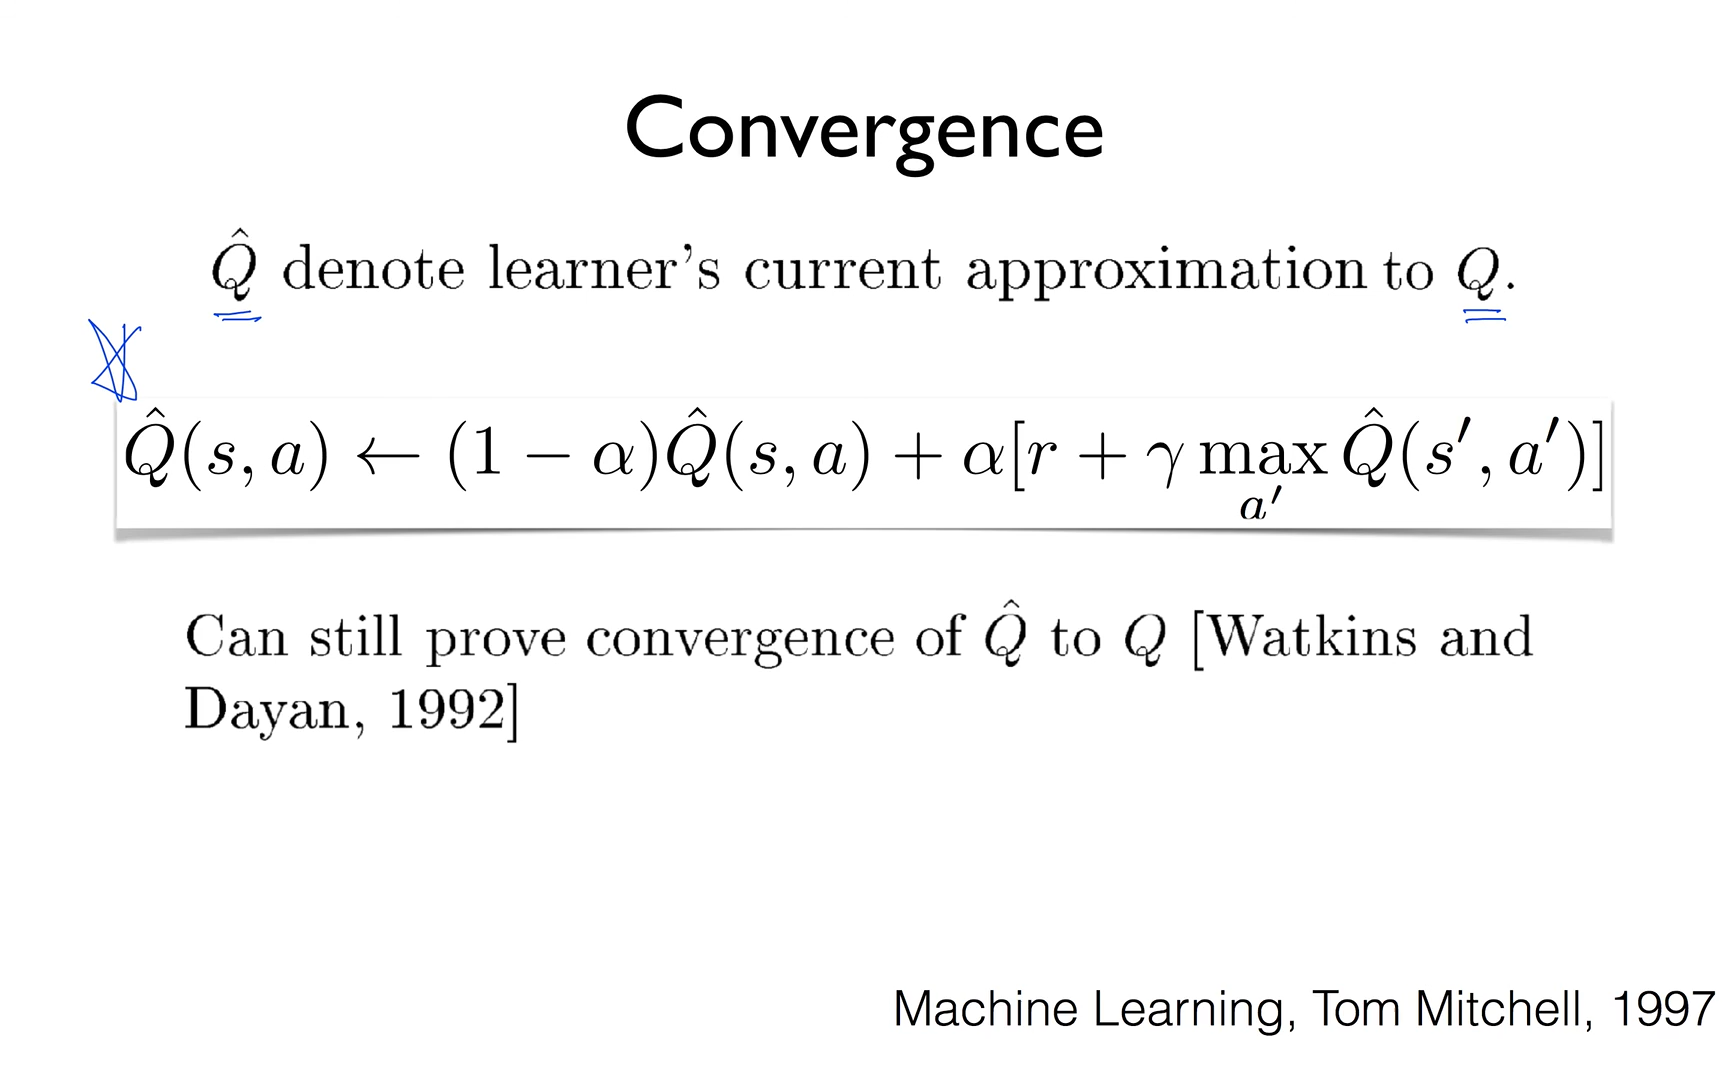 Convergence
Q̂ denote learner's current approximation to Q.
Q̂(s, a) ← (1 − α)Q̂(s, a) + α[r + γ max Q̂(s′, a′)]
a′
Can still prove convergence of Q̂ to Q [Watkins and
Dayan, 1992]
Machine Learning, Tom Mitchell, 1997